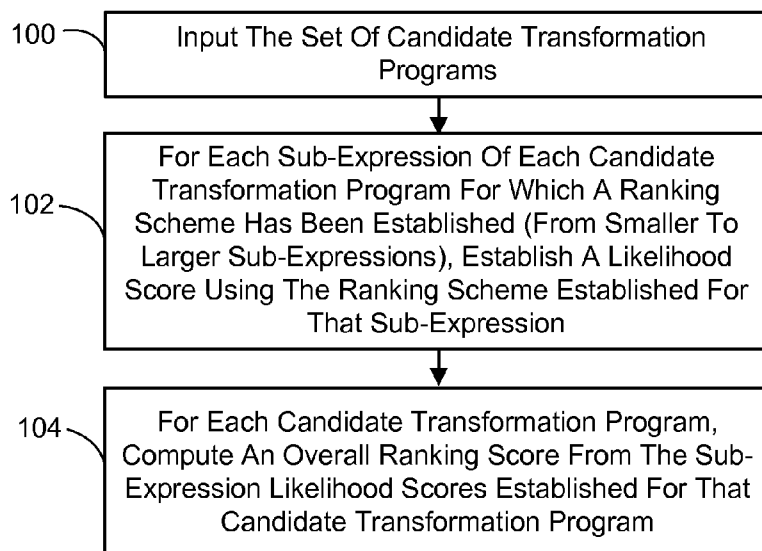 100
Input The Set Of Candidate Transformation
Programs
102
For Each Sub-Expression Of Each Candidate
Transformation Program For Which A Ranking
Scheme Has Been Established (From Smaller To
Larger Sub-Expressions), Establish A Likelihood
Score Using The Ranking Scheme Established For
That Sub-Expression
104
For Each Candidate Transformation Program,
Compute An Overall Ranking Score From The Sub-
Expression Likelihood Scores Established For That
Candidate Transformation Program